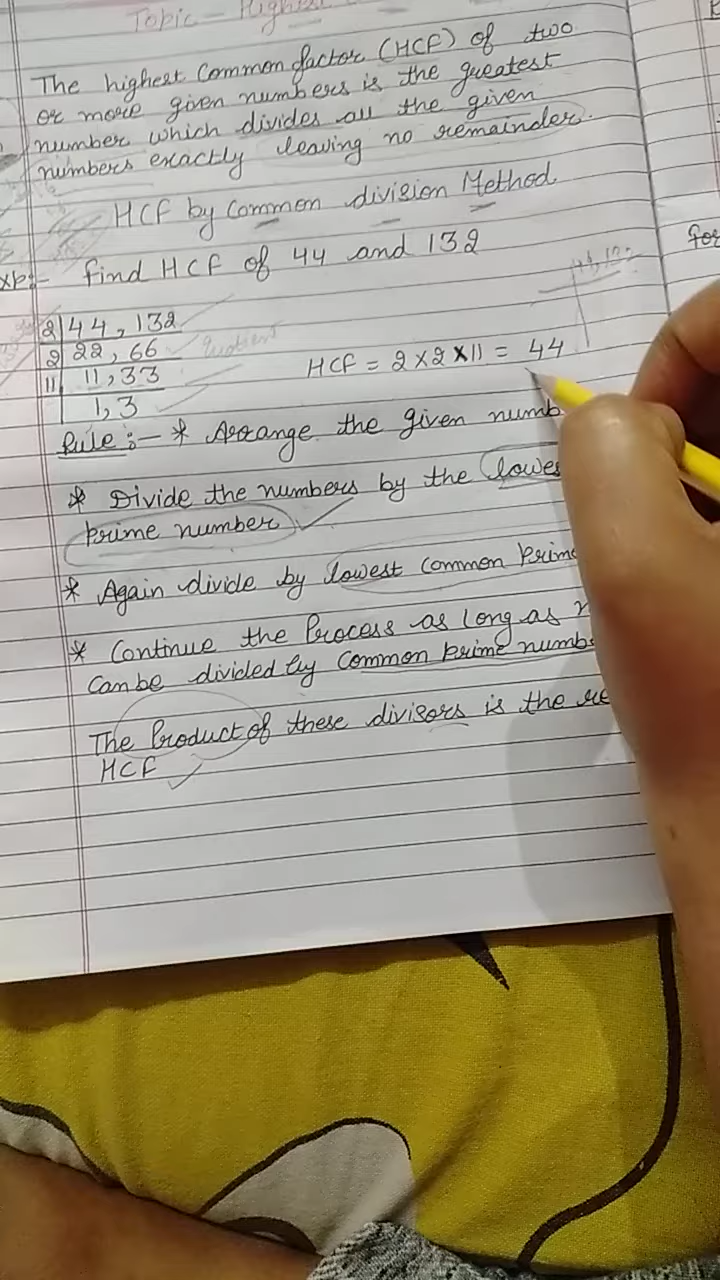 Topic - Highest
The highest Common factor (HCF) of two
or more given numbers is the greatest
number which divides all the given
numbers exactly leaving no remainder.
HCF by Common division Method
find HCF of 44 and 132
2|44, 132
2|22, 66
11|11, 33
1, 3
HCF = 2×2×11 = 44
Rule:- * Arrange the given numb
* Divide the numbers by the lowes
Prime number
* Again divide by lowest common Prime
* Continue the Process as long as
can be divided by Common prime numb
The Product of these divisors is the re
HCF
for